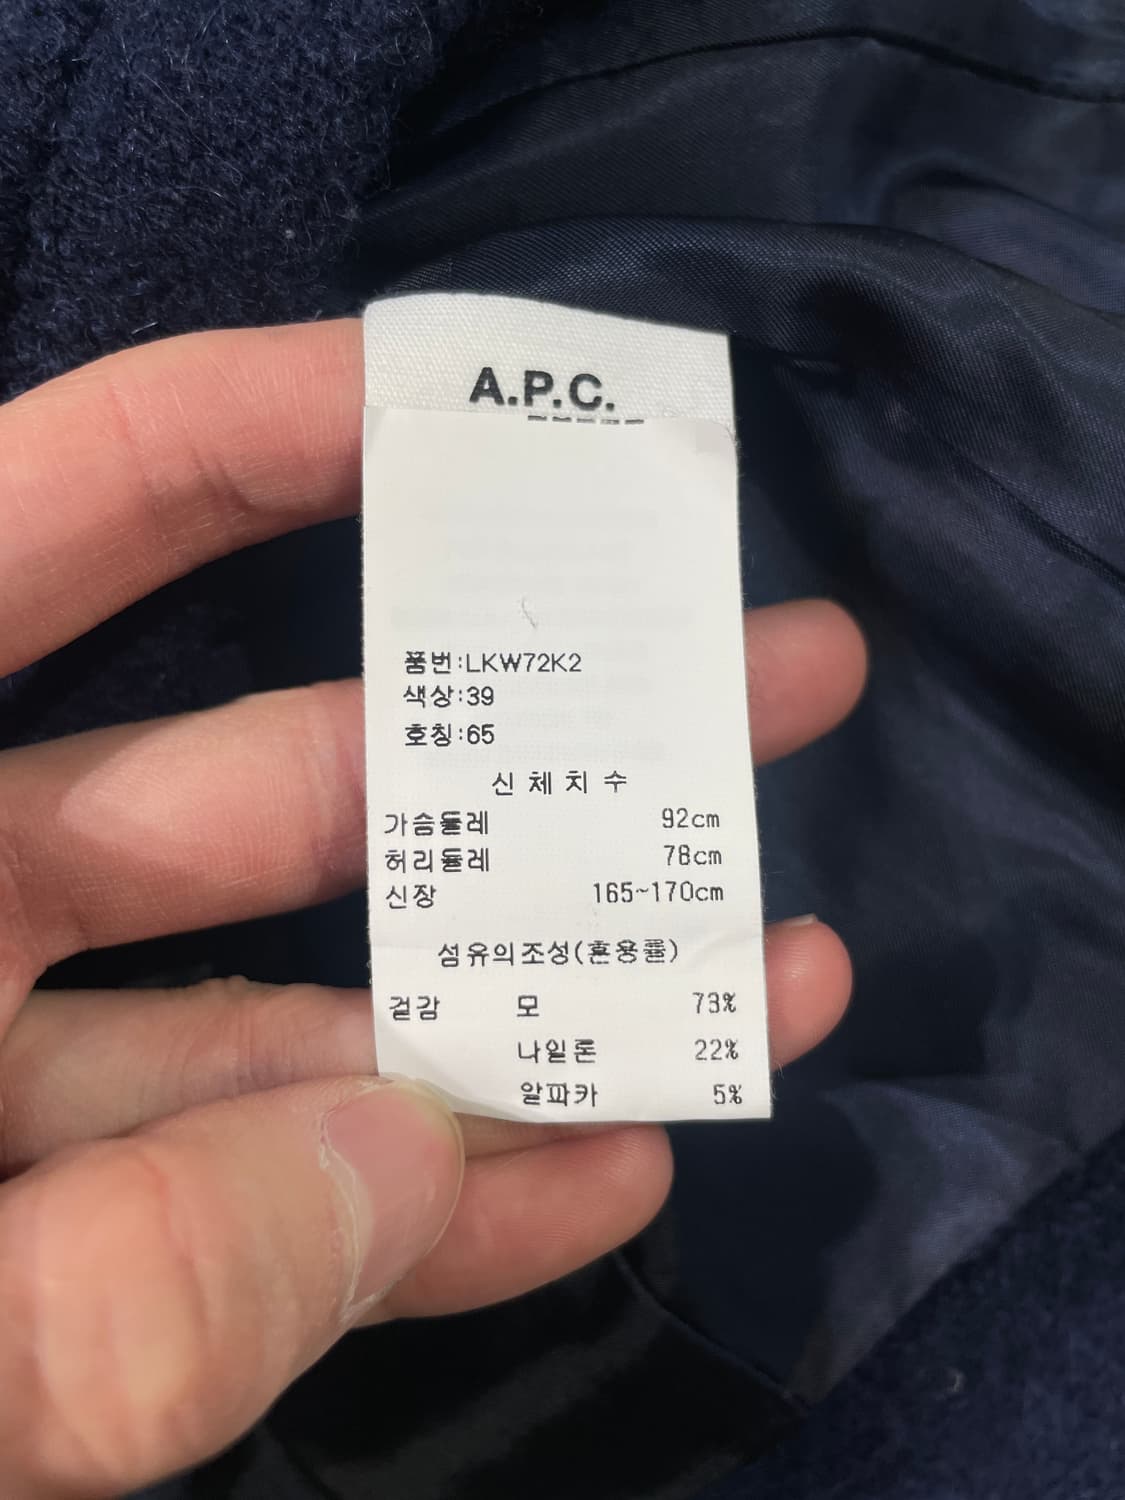 A.P.C.
품번:LKW72K2
색상:39
호칭:65
신체치수
가슴둘레 92cm
허리둘레 78cm
신장 165~170cm
섬유의조성(혼용률)
겉감 모 73%
나일론 22%
알파카 5%